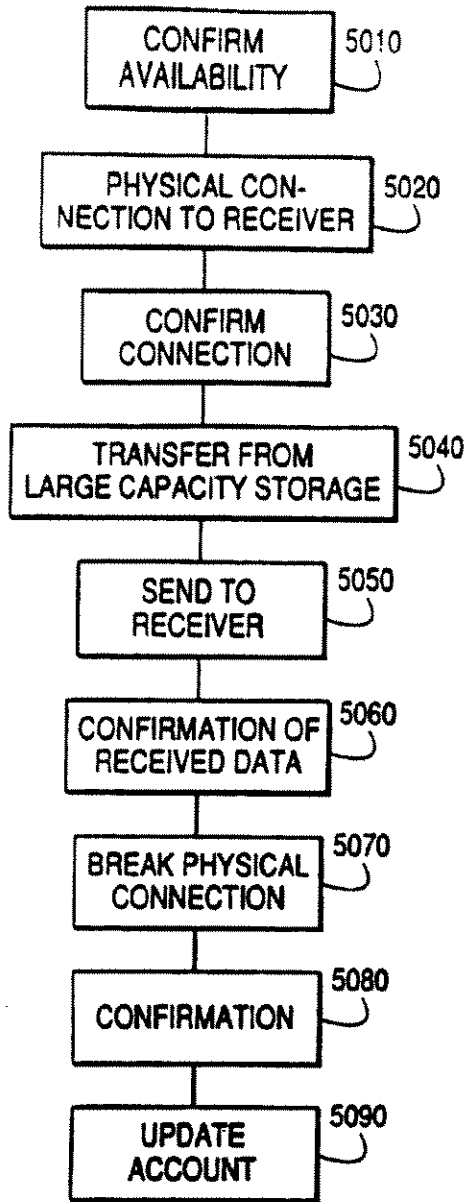 CONFIRM
AVAILABILITY
5010
PHYSICAL CON-
NECTION TO RECEIVER
5020
CONFIRM
CONNECTION
5030
TRANSFER FROM
LARGE CAPACITY STORAGE
5040
SEND TO
RECEIVER
5050
CONFIRMATION OF
RECEIVED DATA
5060
BREAK PHYSICAL
CONNECTION
5070
CONFIRMATION
5080
UPDATE
ACCOUNT
5090